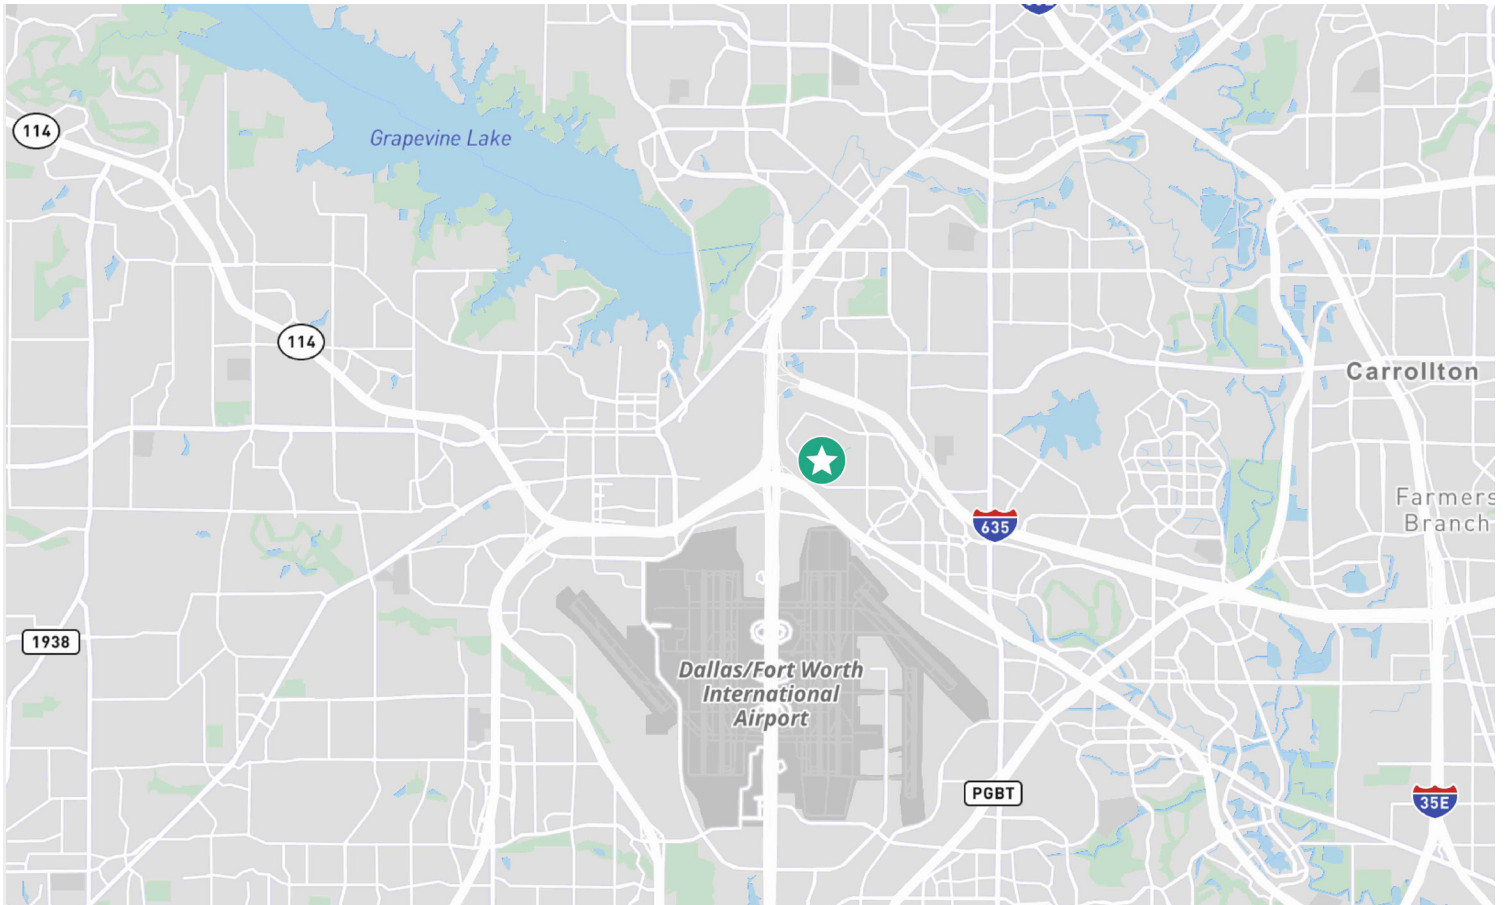 114
Grapevine Lake
114
Carrollton
Farmers
Branch
635
1938
Dallas/Fort Worth
International
Airport
PGBT
35E